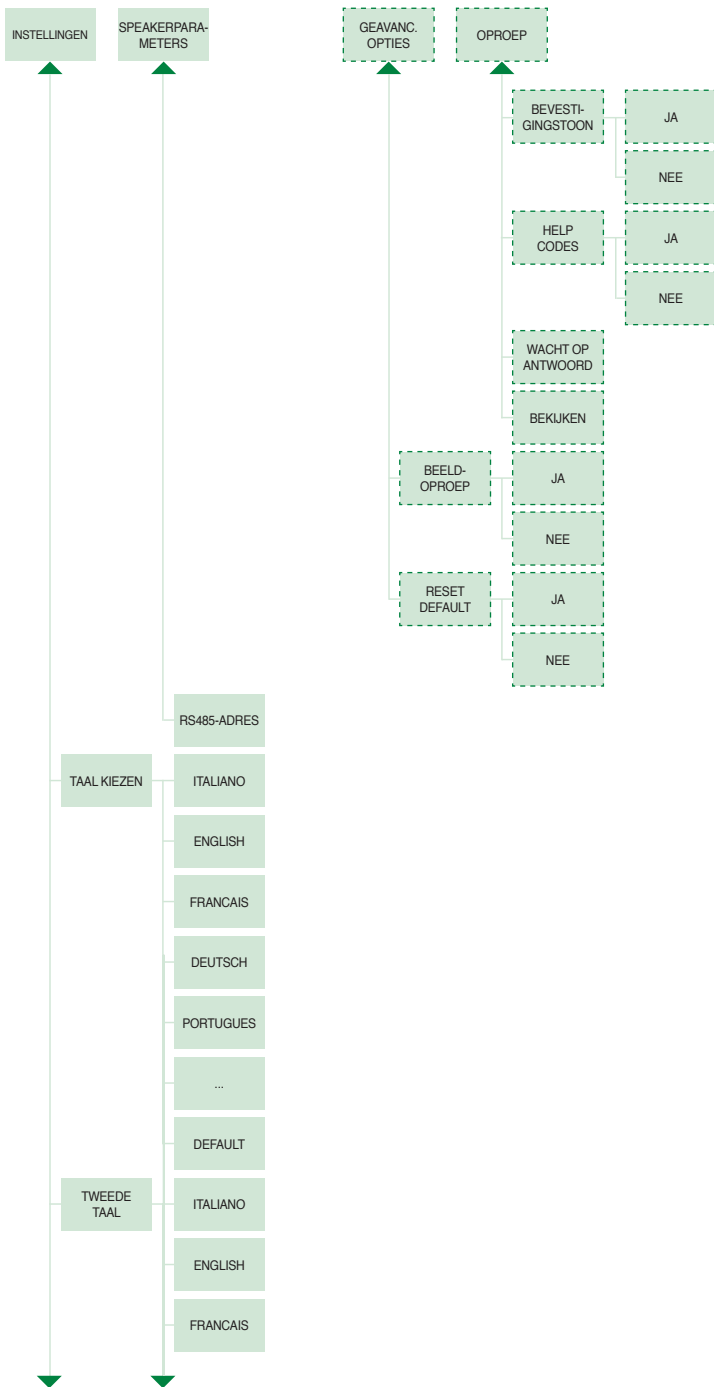 INSTELLINGEN
SPEAKERPARA-
METERS
GEAVANC.
OPTIES
OPROEP
BEVESTI-
GINGSTOON
JA
NEE
HELP
CODES
JA
NEE
WACHT OP
ANTWOORD
BEKIJKEN
BEELD-
OPROEP
JA
NEE
RESET
DEFAULT
JA
NEE
RS485-ADRES
TAAL KIEZEN
ITALIANO
ENGLISH
FRANCAIS
DEUTSCH
PORTUGUES
...
DEFAULT
TWEEDE
TAAL
ITALIANO
ENGLISH
FRANCAIS